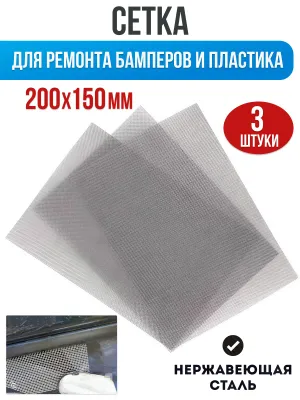 СЕТКА
ДЛЯ РЕМОНТА БАМПЕРОВ И ПЛАСТИКА
200х150мм
3
ШТУКИ
НЕРЖАВЕЮЩАЯ
СТАЛЬ